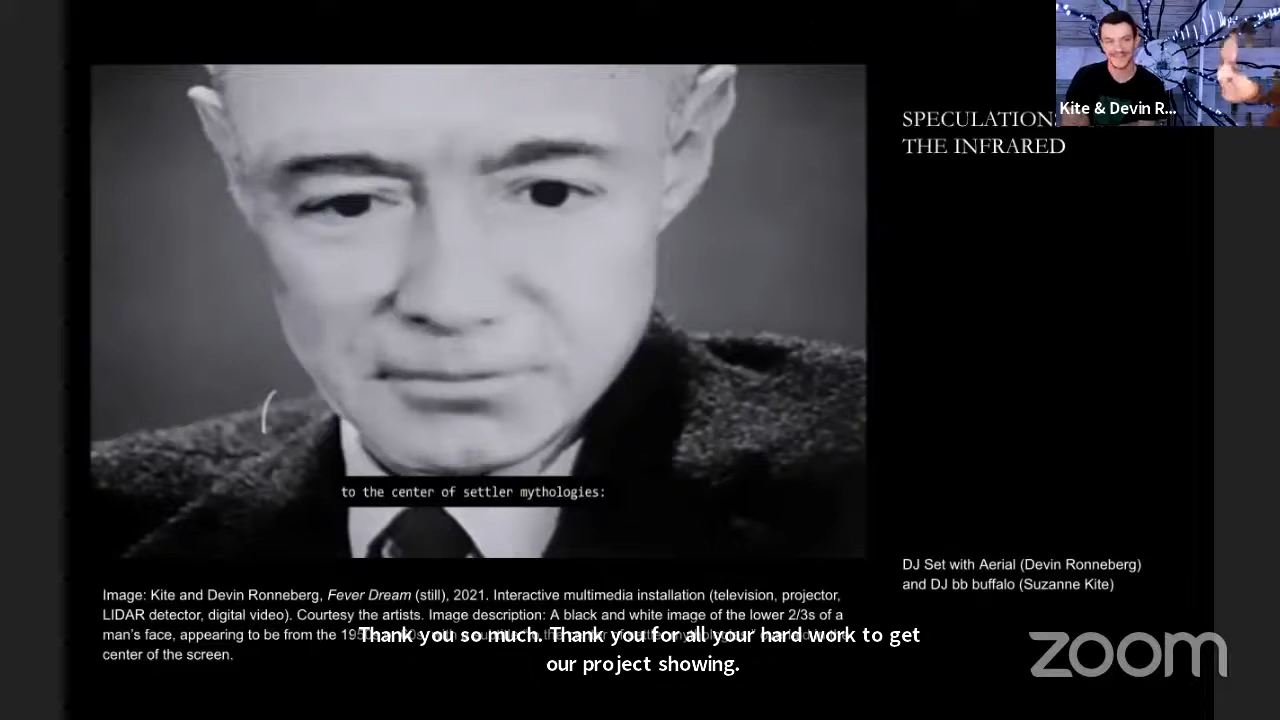 Kite & Devin R...
SPECULATION
THE INFRARED
to the center of settler mythologies:
DJ Set with Aerial (Devin Ronneberg)
and DJ bb buffalo (Suzanne Kite)
Image: Kite and Devin Ronneberg, Fever Dream (still), 2021. Interactive multimedia installation (television, projector,
LIDAR detector, digital video). Courtesy the artists. Image description: A black and white image of the lower 2/3s of a
man's face, appearing to be from the
center of the screen.
Thank you so much. Thank you for all your hard work to get
our project showing.
zoom